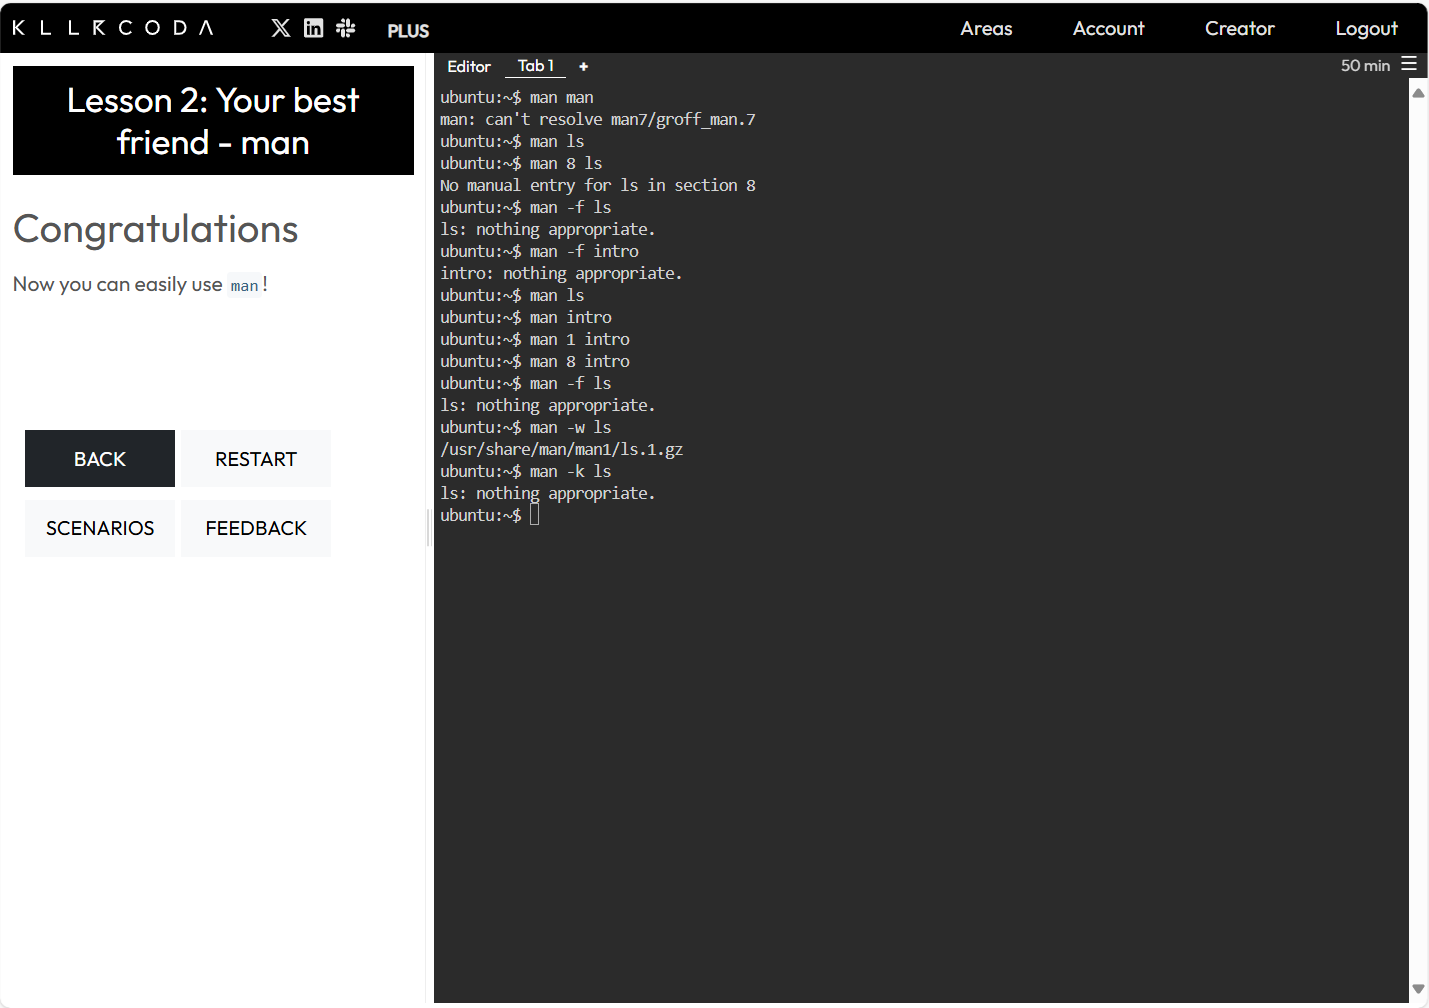 KLLRCODA
PLUS
Areas
Account
Creator
Logout
Lesson 2: Your best
friend - man
Congratulations
Now you can easily use man!
BACK
RESTART
SCENARIOS
FEEDBACK
Editor
Tab 1
+
50 min
ubuntu:~$ man man
man: can't resolve man7/groff_man.7
ubuntu:~$ man ls
ubuntu:~$ man 8 ls
No manual entry for ls in section 8
ubuntu:~$ man -f ls
ls: nothing appropriate.
ubuntu:~$ man -f intro
intro: nothing appropriate.
ubuntu:~$ man ls
ubuntu:~$ man intro
ubuntu:~$ man 1 intro
ubuntu:~$ man 8 intro
ubuntu:~$ man -f ls
ls: nothing appropriate.
ubuntu:~$ man -w ls
/usr/share/man/man1/ls.1.gz
ubuntu:~$ man -k ls
ls: nothing appropriate.
ubuntu:~$